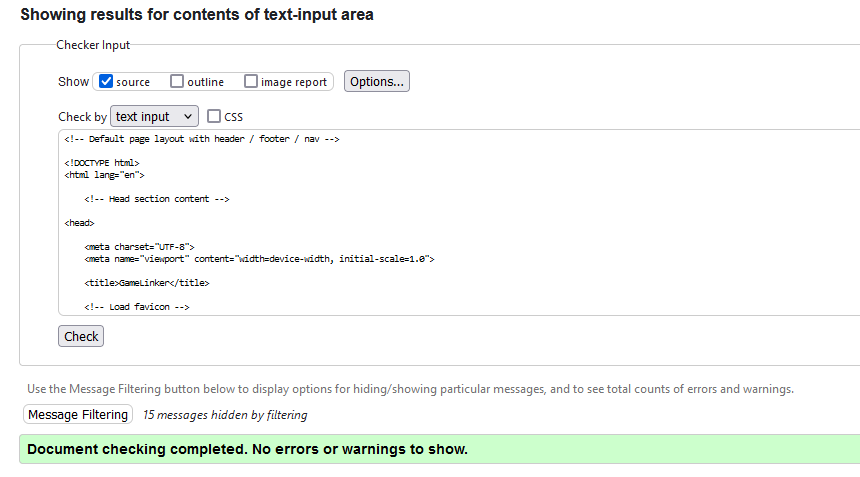 Showing results for contents of text-input area
Checker Input
Show source outline image report Options...
Check by text input CSS
<!-- Default page layout with header / footer / nav -->
<!DOCTYPE html>
<html lang="en">
<!-- Head section content -->
<head>
<meta charset="UTF-8">
<meta name="viewport" content="width=device-width, initial-scale=1.0">
<title>GameLinker</title>
<!-- Load favicon -->
Check
Use the Message Filtering button below to display options for hiding/showing particular messages, and to see total counts of errors and warnings.
Message Filtering 15 messages hidden by filtering
Document checking completed. No errors or warnings to show.